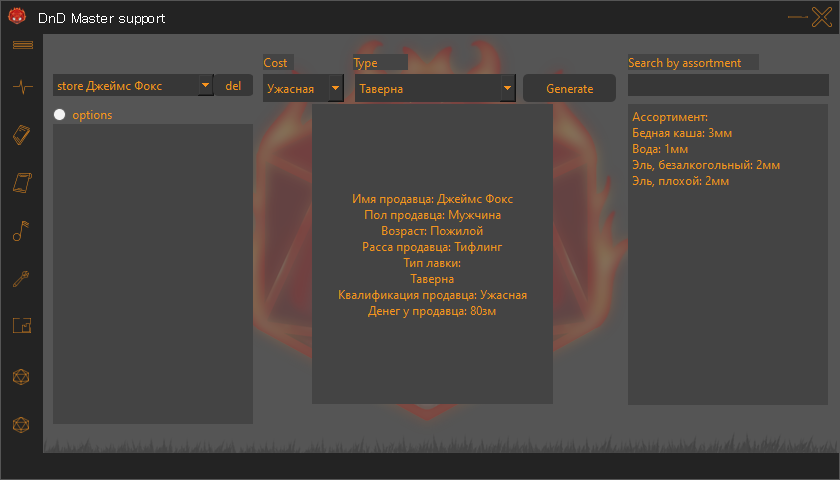 DnD Master support
Cost
Type
Search by assortment
store Джеймс Фокс
del
Ужасная
Таверна
Generate
options
Имя продавца: Джеймс Фокс
Пол продавца: Мужчина
Возраст: Пожилой
Расса продавца: Тифлинг
Тип лавки:
Таверна
Квалификация продавца: Ужасная
Денег у продавца: 80зм
Ассортимент:
Бедная каша: 3мм
Вода: 1мм
Эль, безалкогольный: 2мм
Эль, плохой: 2мм